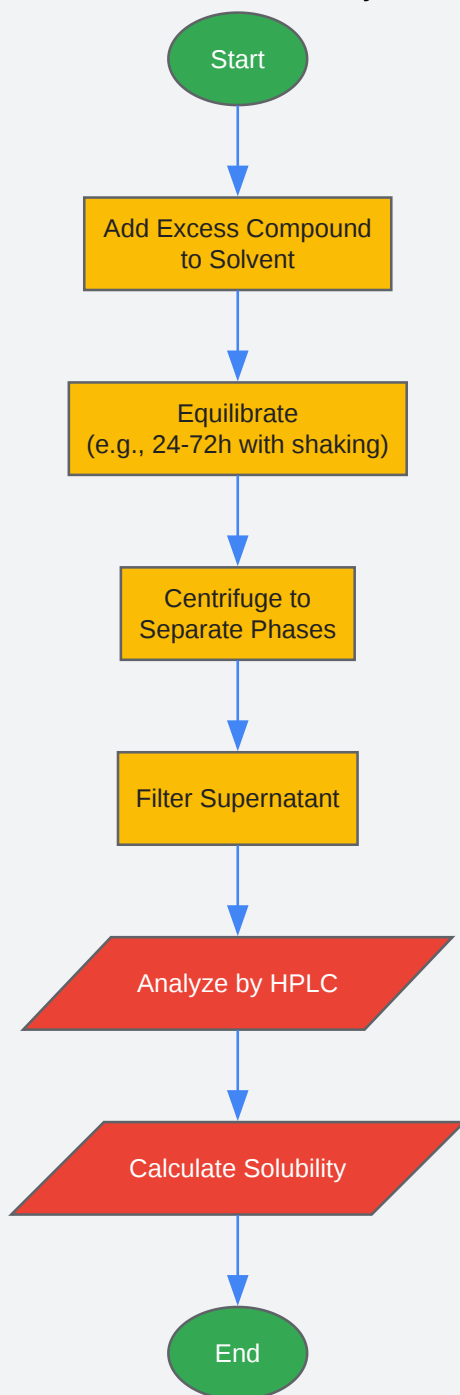 Start
Add Excess Compound
to Solvent
Equilibrate
(e.g., 24-72h with shaking)
Centrifuge to
Separate Phases
Filter Supernatant
Analyze by HPLC
Calculate Solubility
End